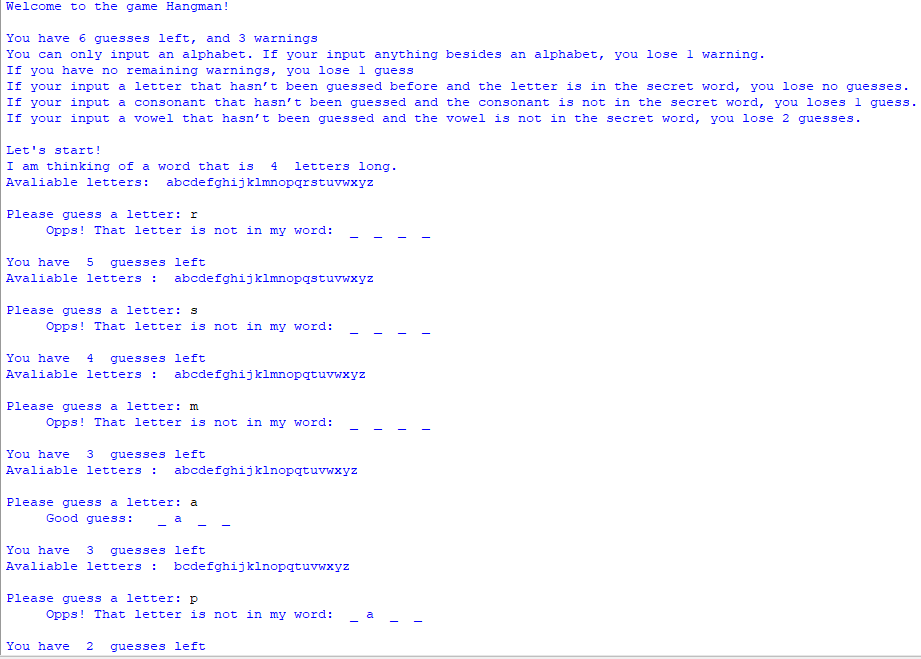 Welcome to the game Hangman!
You have 6 guesses left, and 3 warnings
You can only input an alphabet. If your input anything besides an alphabet, you lose 1 warning.
If you have no remaining warnings, you lose 1 guess
If your input a letter that hasn’t been guessed before and the letter is in the secret word, you lose no guesses.
If your input a consonant that hasn’t been guessed and the consonant is not in the secret word, you loses 1 guess.
If your input a vowel that hasn’t been guessed and the vowel is not in the secret word, you lose 2 guesses.
Let's start!
I am thinking of a word that is  4  letters long.
Avaliable letters:  abcdefghijklmnopqrstuvwxyz
Please guess a letter: r
Opps! That letter is not in my word:  _  _  _  _
You have  5  guesses left
Avaliable letters :  abcdefghijklmnopqstuvwxyz
Please guess a letter: s
Opps! That letter is not in my word:  _  _  _  _
You have  4  guesses left
Avaliable letters :  abcdefghijklmnopqtuvwxyz
Please guess a letter: m
Opps! That letter is not in my word:  _  _  _  _
You have  3  guesses left
Avaliable letters :  abcdefghijklnopqtuvwxyz
Please guess a letter: a
Good guess:   _ a  _  _
You have  3  guesses left
Avaliable letters :  bcdefghijklnopqtuvwxyz
Please guess a letter: p
Opps! That letter is not in my word:  _ a  _  _
You have  2  guesses left